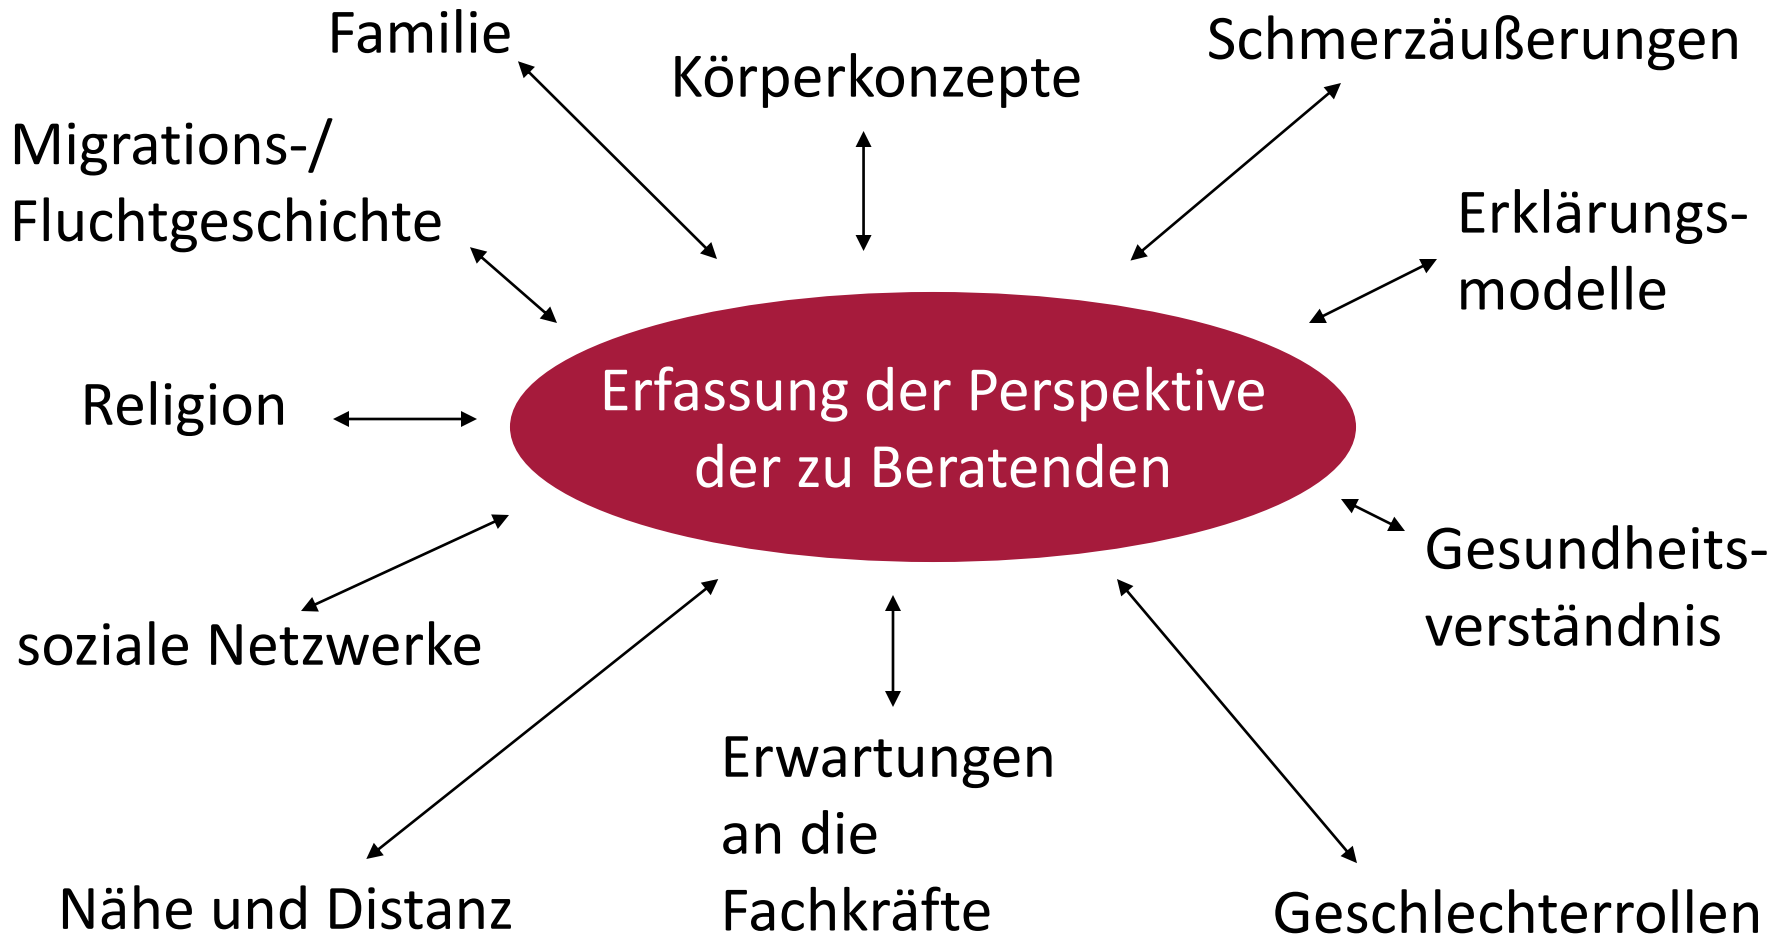 Familie
Körperkonzepte
Schmerzäußerungen
Migrations-/
Fluchtgeschichte
Erklärungs-
modelle
Religion
Erfassung der Perspektive
der zu Beratenden
Gesundheits-
verständnis
soziale Netzwerke
Erwartungen
an die
Fachkräfte
Nähe und Distanz
Geschlechterrollen